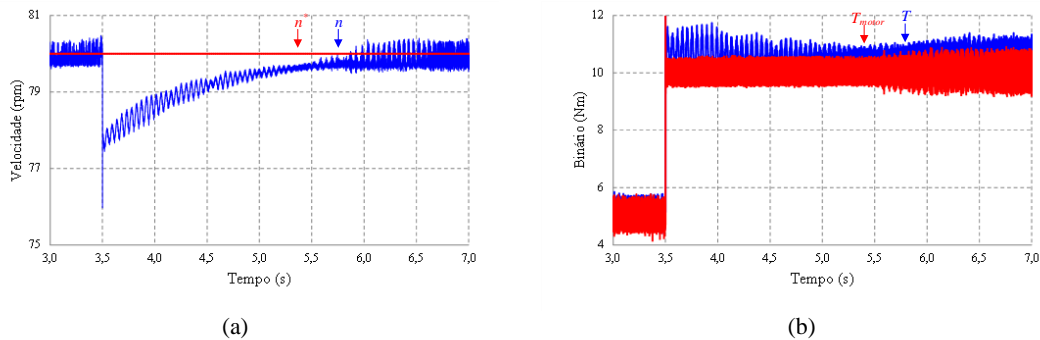 81
79
77
75
Velocidade (rpm)
n*
n
3,0 3,5 4,0 4,5 5,0 5,5 6,0 6,5 7,0
Tempo (s)
(a)
12
10
8
6
4
Binário (Nm)
Tmotor
T
3,0 3,5 4,0 4,5 5,0 5,5 6,0 6,5 7,0
Tempo (s)
(b)